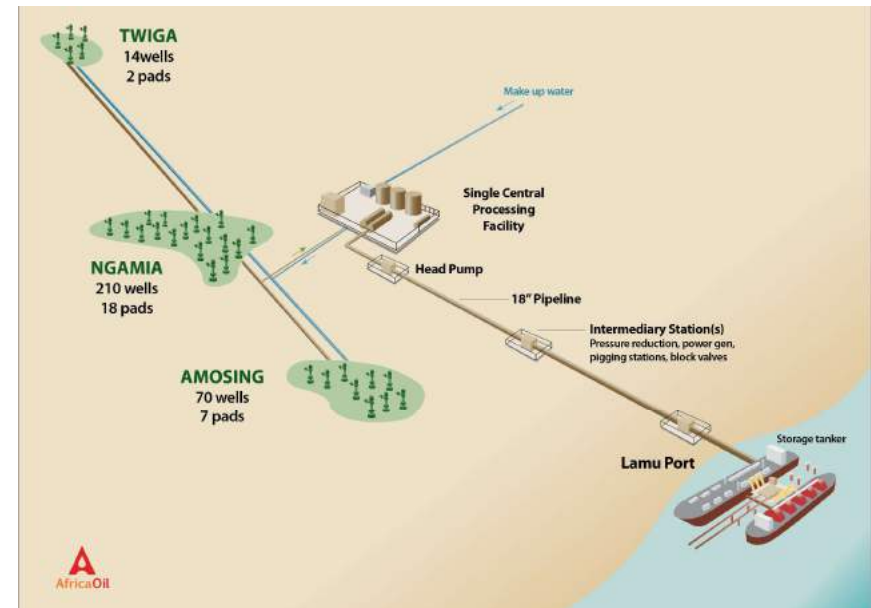 TWIGA
14wells
2 pads
Make up water
Single Central
Processing
Facility
NGAMIA
210 wells
18 pads
Head Pump
18" Pipeline
Intermediary Station(s)
Pressure reduction, power gen,
pigging stations, block valves
AMOSING
70 wells
7 pads
Storage tanker
Lamu Port
AfricaOil